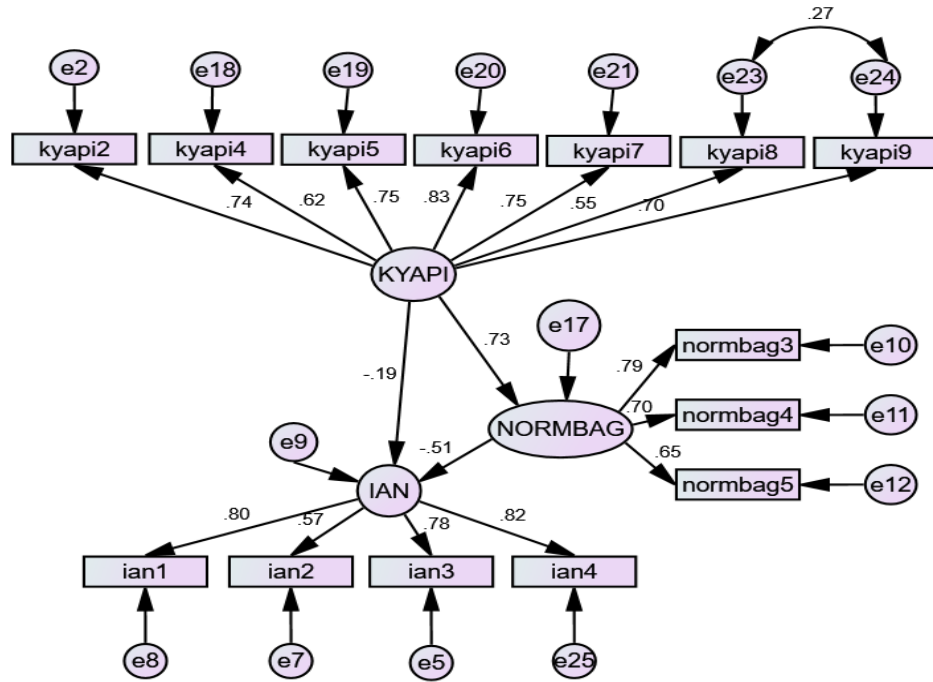 .27
e2 e18 e19 e20 e21 e23 e24
kyapi2 kyapi4 kyapi5 kyapi6 kyapi7 kyapi8 kyapi9
.74 .62 .75 .83 .75 .55 .70
KYAPI
e17
-.19 .73
normbag3 e10
.79
NORMBAG .70 normbag4 e11
e9 -.51 .65
IAN normbag5 e12
.80 .57 .78 .82
ian1 ian2 ian3 ian4
e8 e7 e5 e25